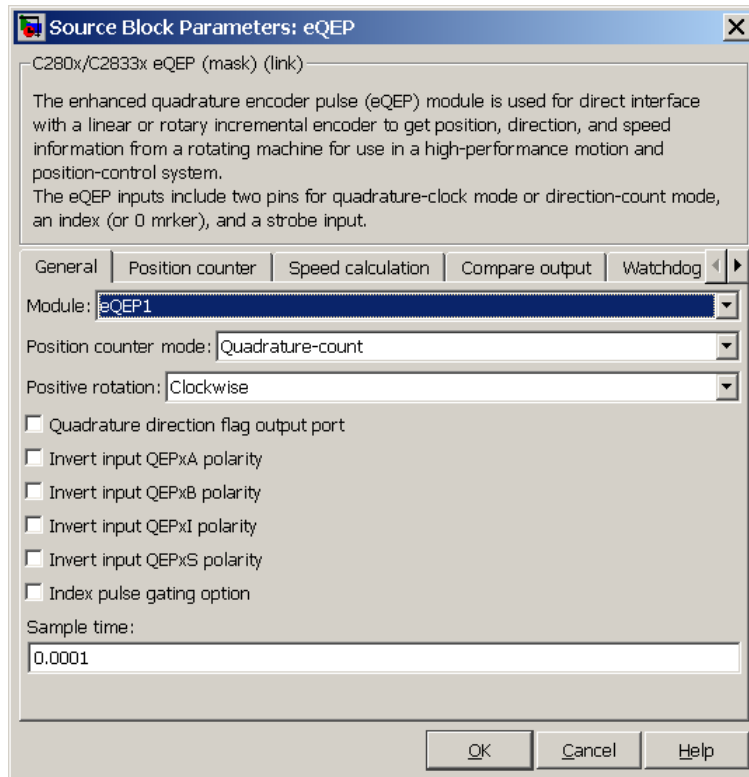 Source Block Parameters: eQEP
C280x/C2833x eQEP (mask) (link)
The enhanced quadrature encoder pulse (eQEP) module is used for direct interface
with a linear or rotary incremental encoder to get position, direction, and speed
information from a rotating machine for use in a high-performance motion and
position-control system.
The eQEP inputs include two pins for quadrature-clock mode or direction-count mode,
an index (or 0 mrker), and a strobe input.
General Position counter Speed calculation Compare output Watchdog
Module: eQEP1
Position counter mode: Quadrature-count
Positive rotation: Clockwise
Quadrature direction flag output port
Invert input QEPxA polarity
Invert input QEPxB polarity
Invert input QEPxI polarity
Invert input QEPxS polarity
Index pulse gating option
Sample time:
0.0001
OK Cancel Help